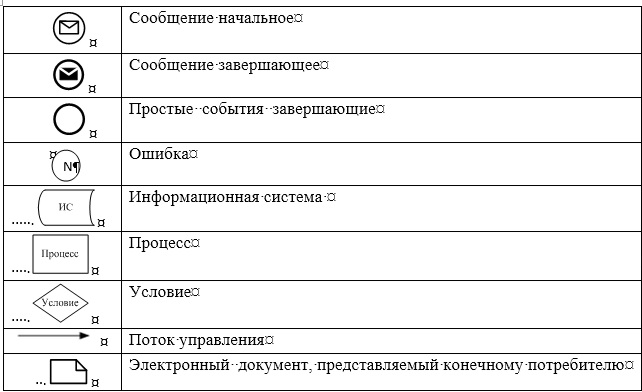 Сообщение начальное
Сообщение завершающее
Простые события завершающие
N
Ошибка
ИС
Информационная система
Процесс
Процесс
Условие
Условие
Поток управления
Электронный документ, представляемый конечному потребителю